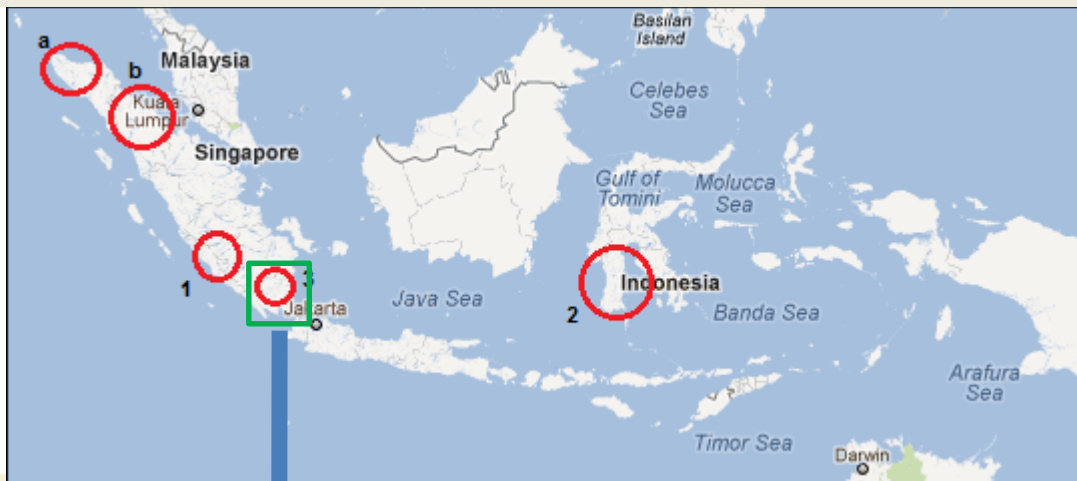 Basilan
Island
a
Malaysia
b
Celebes
Sea
Kuala
Lumpur
Singapore
Gulf of
Tomini
Molucca
Sea
1
3
Indonesia
Java Sea
2
Jakarta
Banda Sea
Arafura
Sea
Timor Sea
Darwin